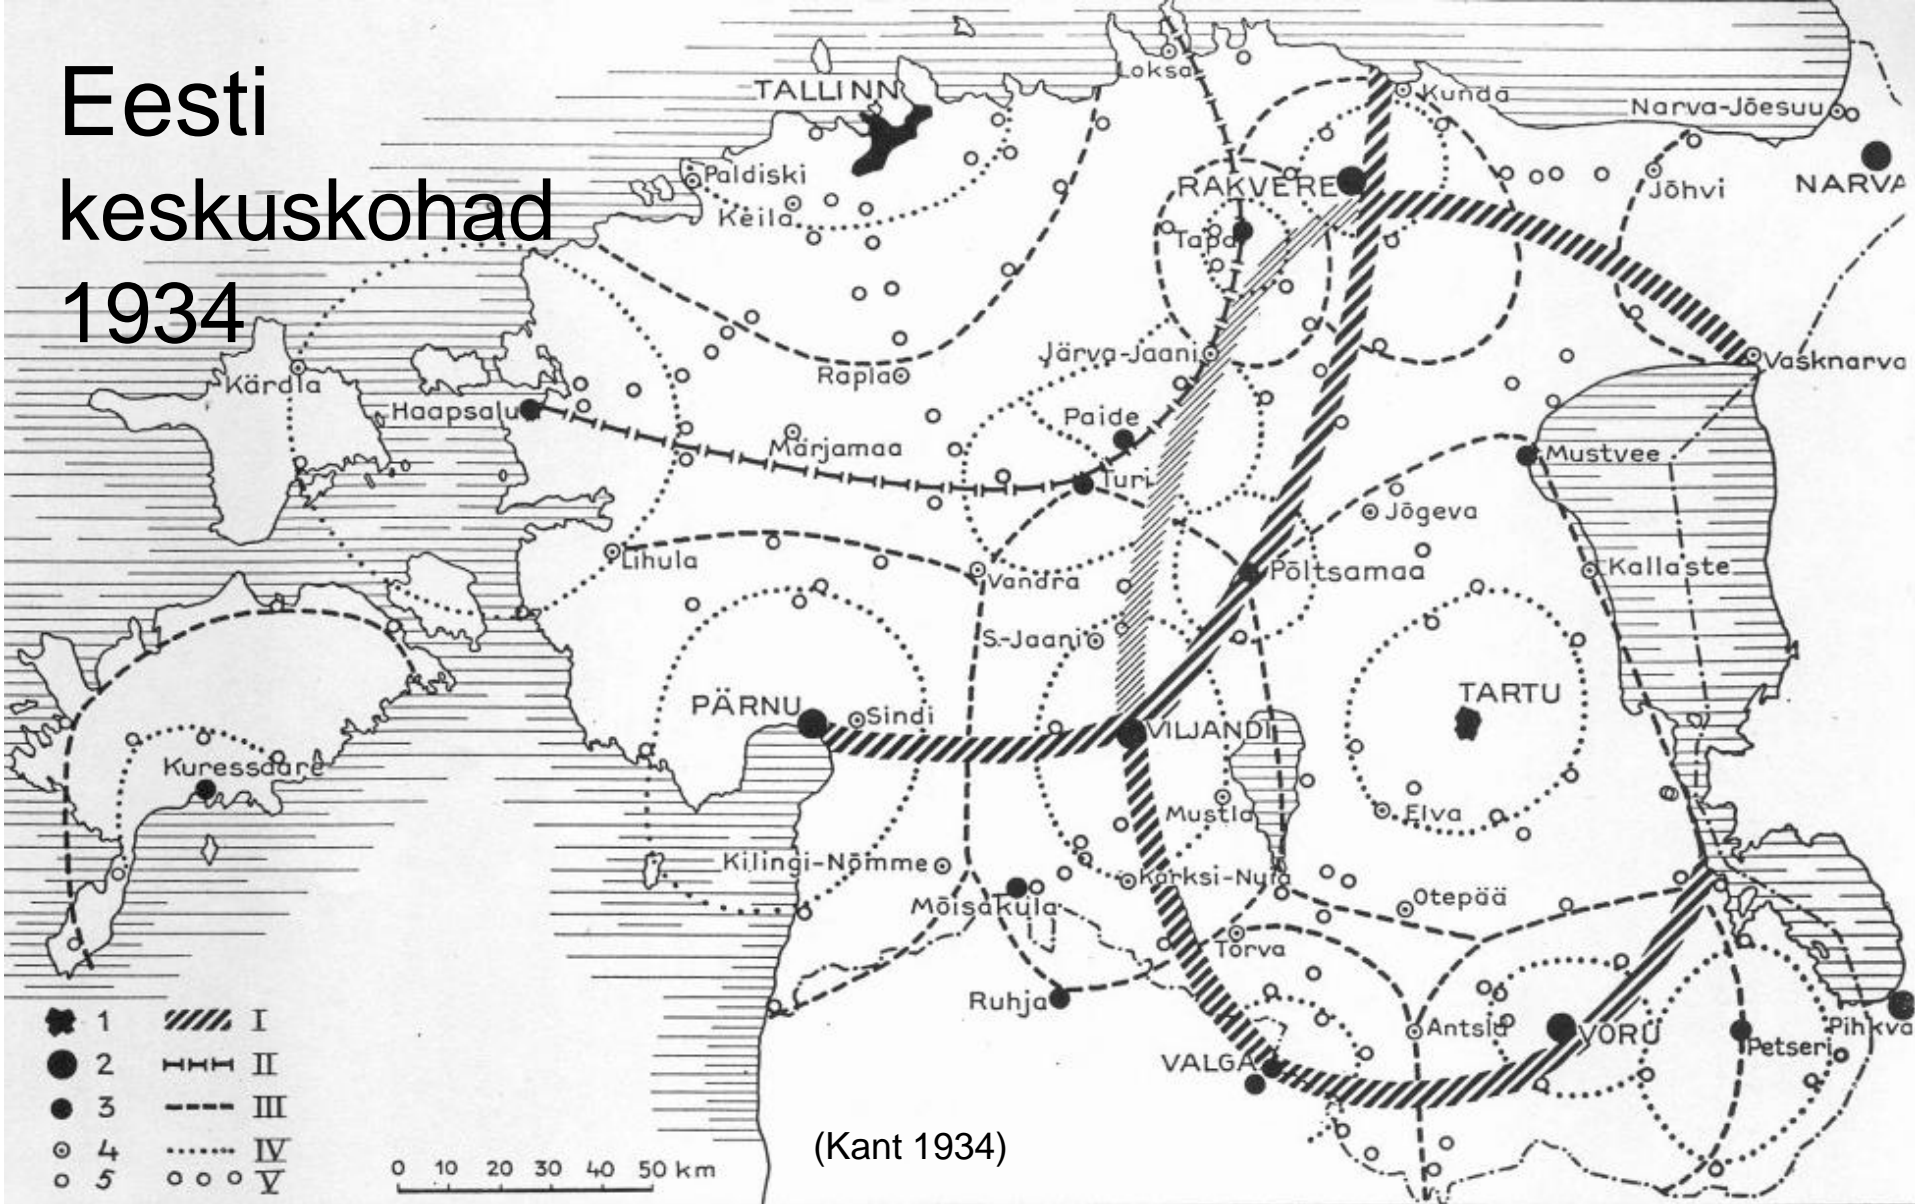 Eesti
keskuskohad
1934
Loksa
TALLINN
Kunda
Narva-Jõesuu
Paldiski
Keila
RAKVERE
Jõhvi
NARVA
Tapa
Järva-Jaani
Vasknarva
Kärdla
Rapla
Haapsalu
Paide
Märjamaa
Mustvee
Türi
Jõgeva
Lihula
Vandra
Põltsamaa
Kallaste
S.-Jaani
PÄRNU
Sindi
VILJANDI
TARTU
Kuressaare
Mustla
Elva
Kilingi-Nõmme
Karksi-Nuia
Mõisaküla
Otepää
Tõrva
Ruhja
Antsla
VÕRU
Pihkva
Petseri
VALGA
1 I
2 II
3 III
4 IV
5 V
0 10 20 30 40 50 km
(Kant 1934)